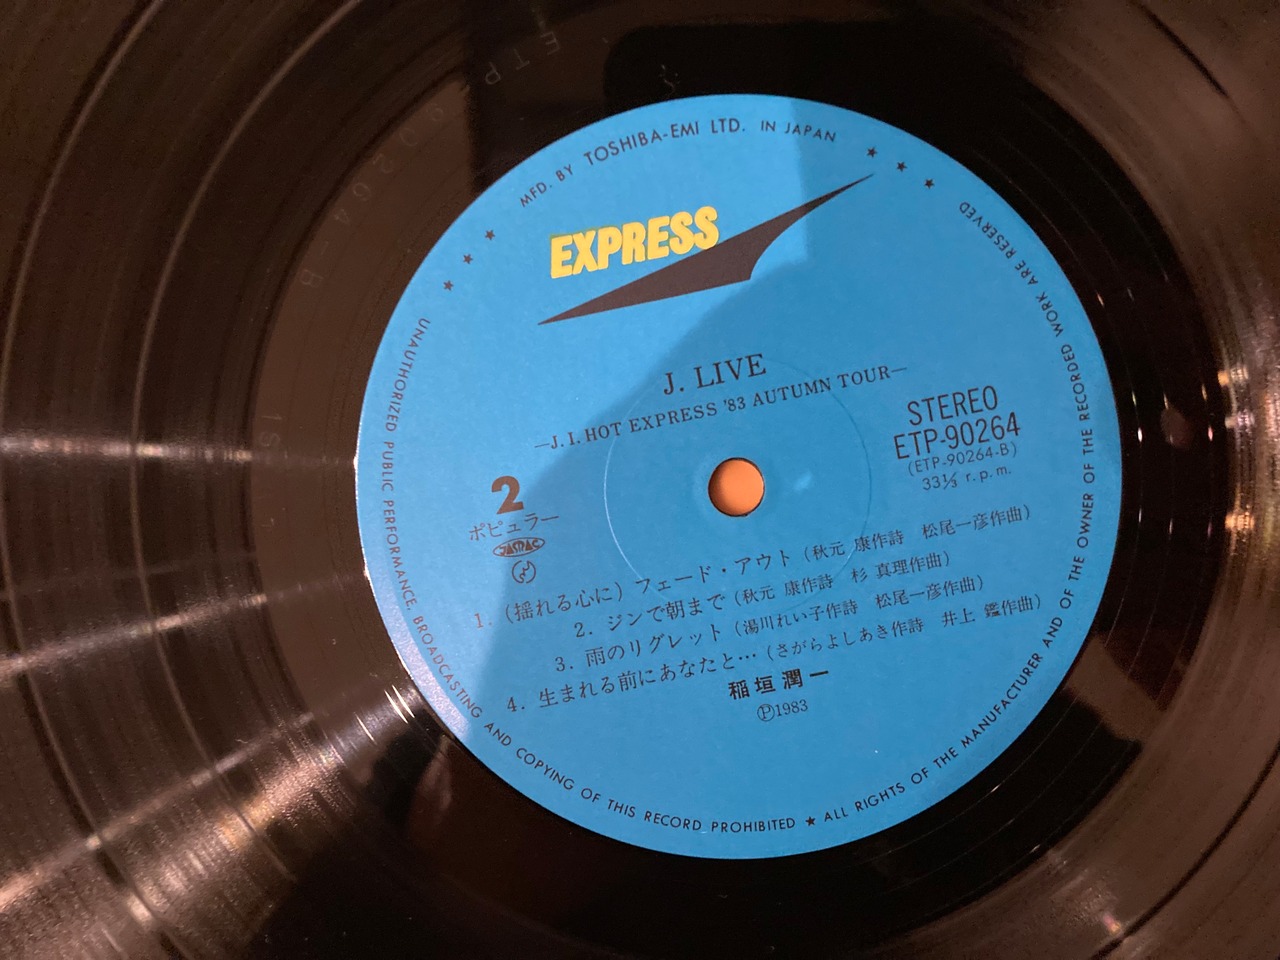 MFD. BY TOSHIBA-EMI LTD. IN JAPAN
EXPRESS
J. LIVE
—J. I. HOT EXPRESS '83 AUTUMN TOUR—
STEREO
ETP-90264
(ETP-90264-B)
33⅓ r.p.m.
2
ポピュラー
JASRAC
1. (揺れる心に) フェード・アウト (秋元 康作詩 松尾一彦作曲)
2. ジンで朝まで (秋元 康作詩 杉 真理作曲)
3. 雨のリグレット (湯川れい子作詩 松尾一彦作曲)
4. 生まれる前にあなたと… (さがらよしあき作詩 井上 鑑作曲)
稲垣潤一
Ⓟ1983
UNAUTHORIZED PUBLIC PERFORMANCE, BROADCASTING AND COPYING OF THIS RECORD PROHIBITED ★ ALL RIGHTS OF THE MANUFACTURER AND OF THE OWNER OF THE RECORDED WORK ARE RESERVED
ETP 90264-B